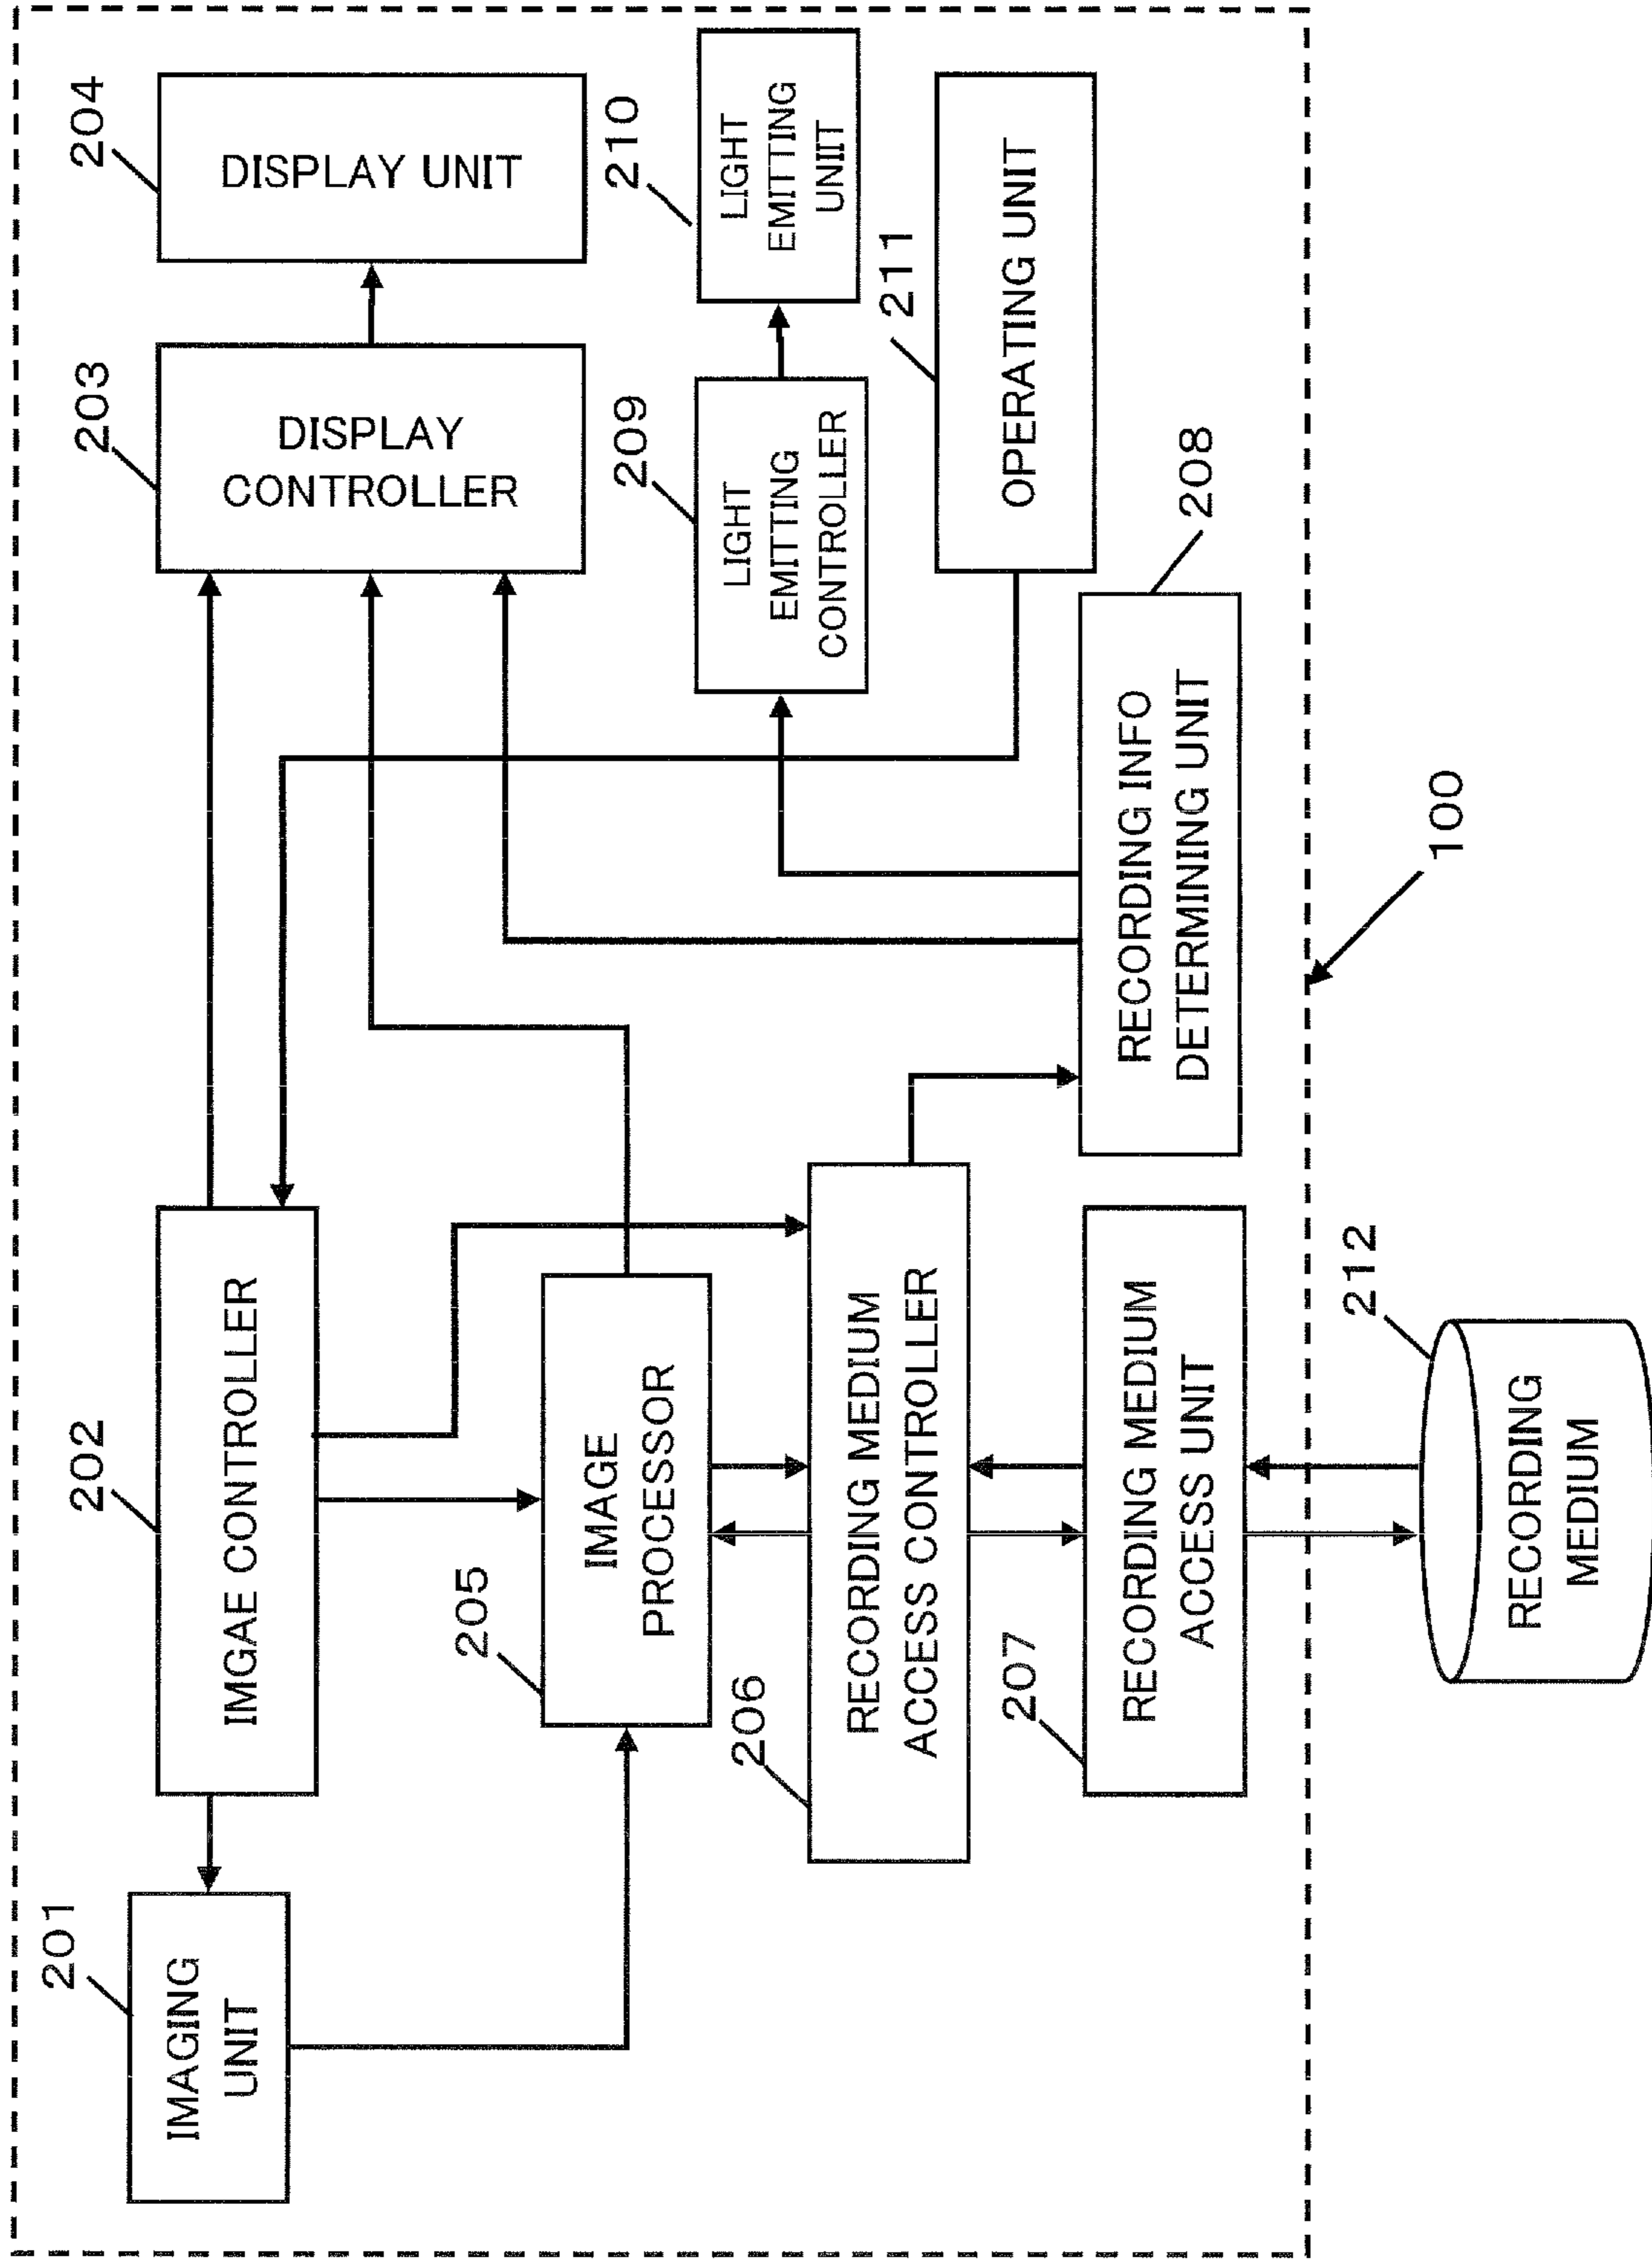 201
IMAGING
UNIT
202
IMGAE CONTROLLER
203
DISPLAY
CONTROLLER
204
DISPLAY UNIT
205
IMAGE
PROCESSOR
209
LIGHT
EMITTING
CONTROLLER
210
LIGHT
EMITTING
UNIT
206
RECORDING MEDIUM
ACCESS CONTROLLER
211
OPERATING UNIT
207
RECORDING MEDIUM
ACCESS UNIT
208
RECORDING INFO
DETERMINING UNIT
212
RECORDING
MEDIUM
100